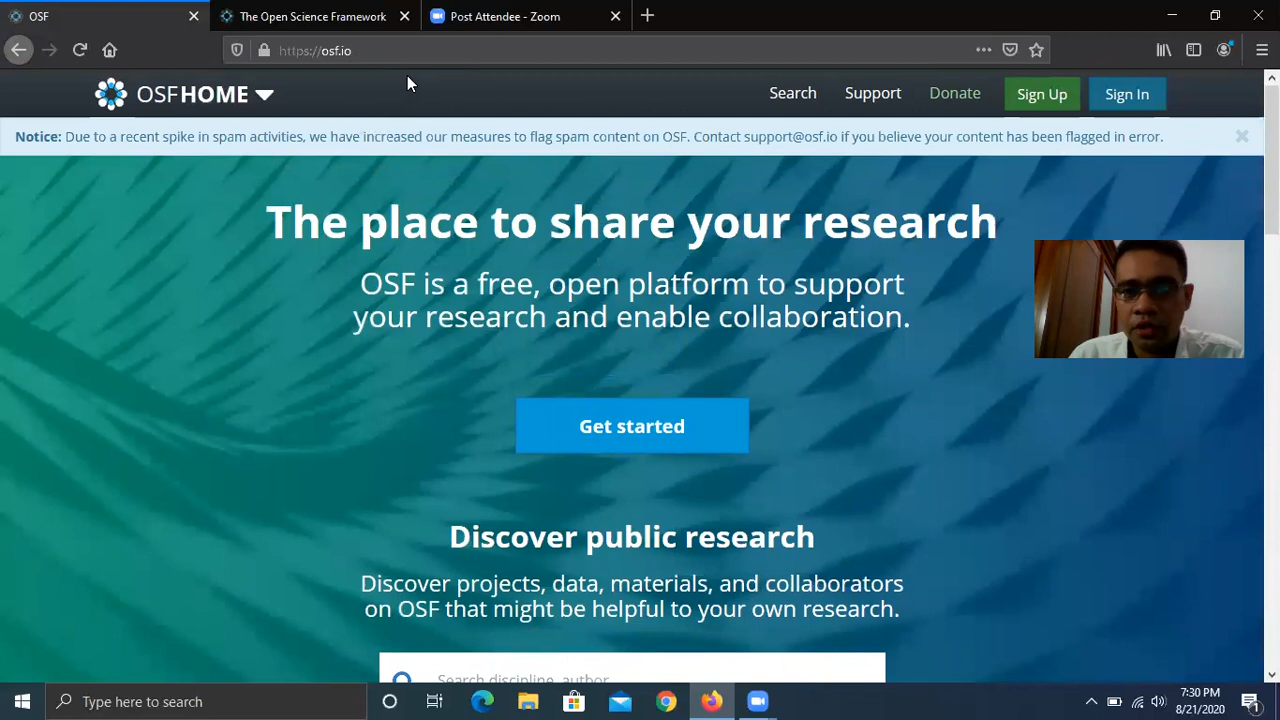 OSF
The Open Science Framework
Post Attendee - Zoom
https://osf.io
OSFHOME
Search
Support
Donate
Sign Up
Sign In
Notice: Due to a recent spike in spam activities, we have increased our measures to flag spam content on OSF. Contact support@osf.io if you believe your content has been flagged in error.
The place to share your research
OSF is a free, open platform to support
your research and enable collaboration.
Get started
Discover public research
Discover projects, data, materials, and collaborators
on OSF that might be helpful to your own research.
Search discipline, author
Type here to search
7:30 PM
8/21/2020
1